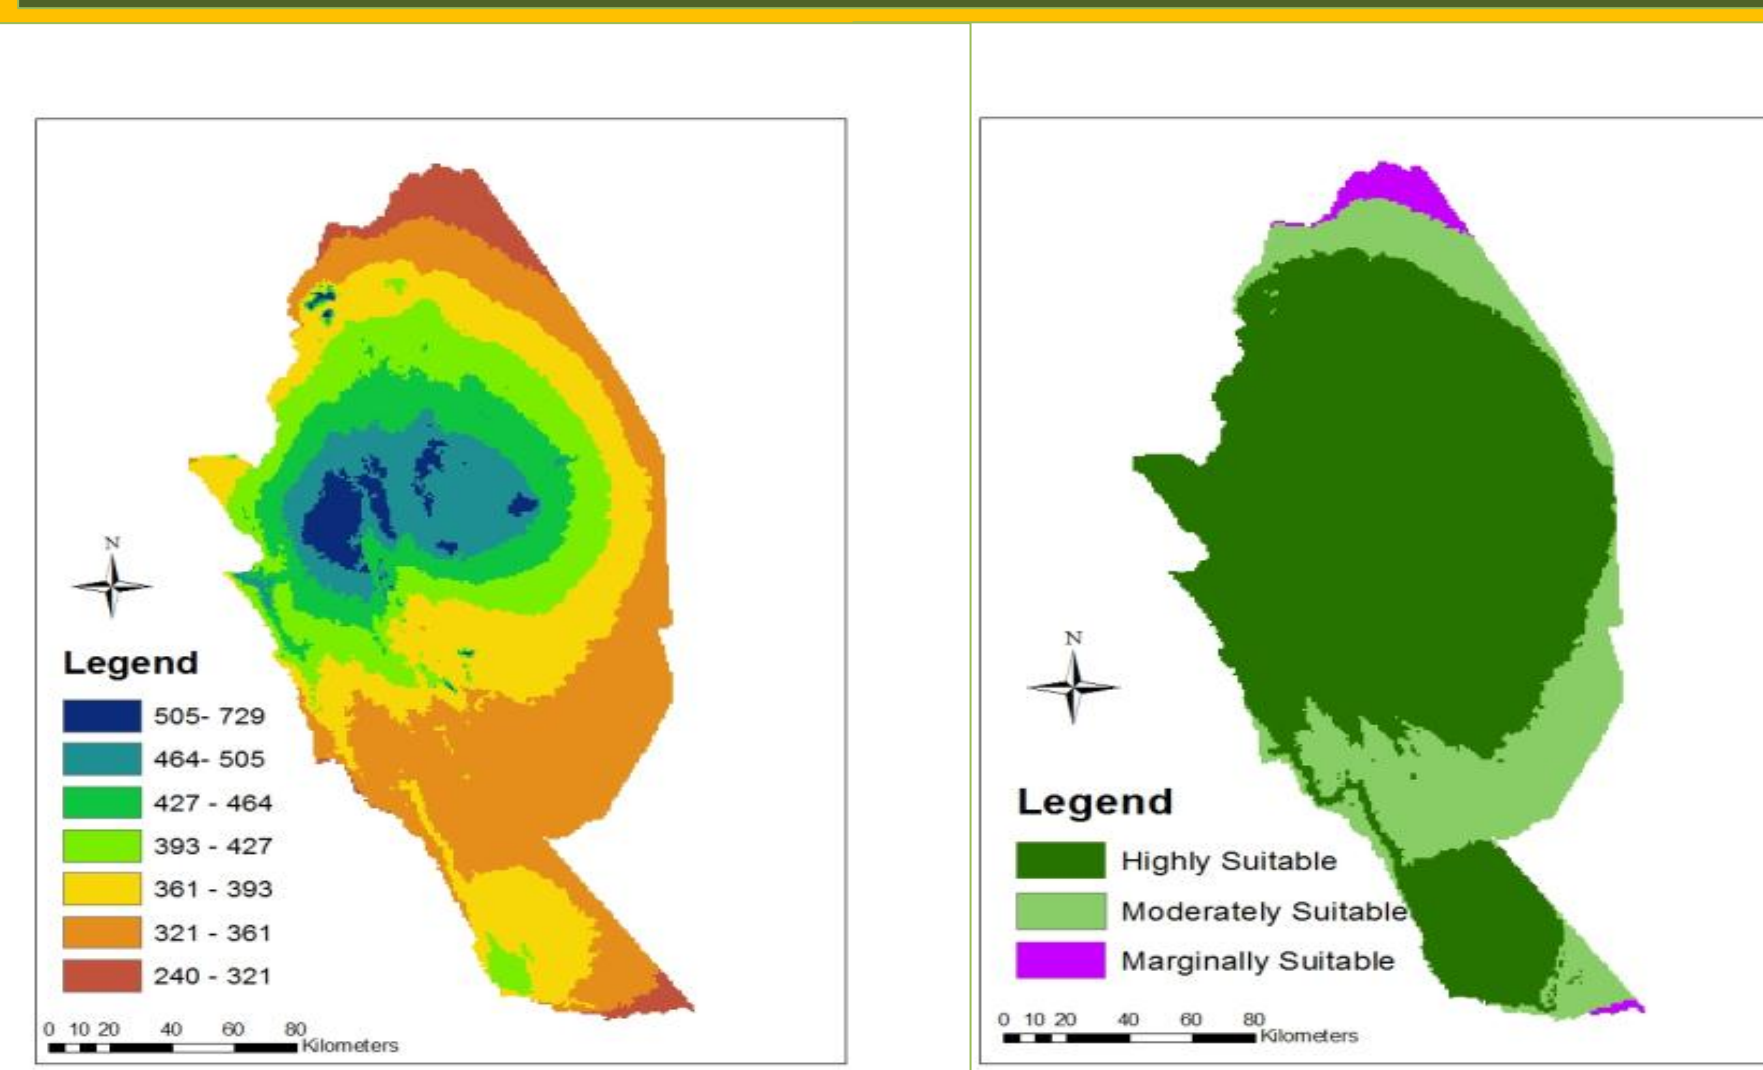 N
Legend
505- 729
464- 505
427 - 464
393 - 427
361 - 393
321 - 361
240 - 321
0 10 20 40 60 80
Kilometers
N
Legend
Highly Suitable
Moderately Suitable
Marginally Suitable
0 10 20 40 60 80
Kilometers